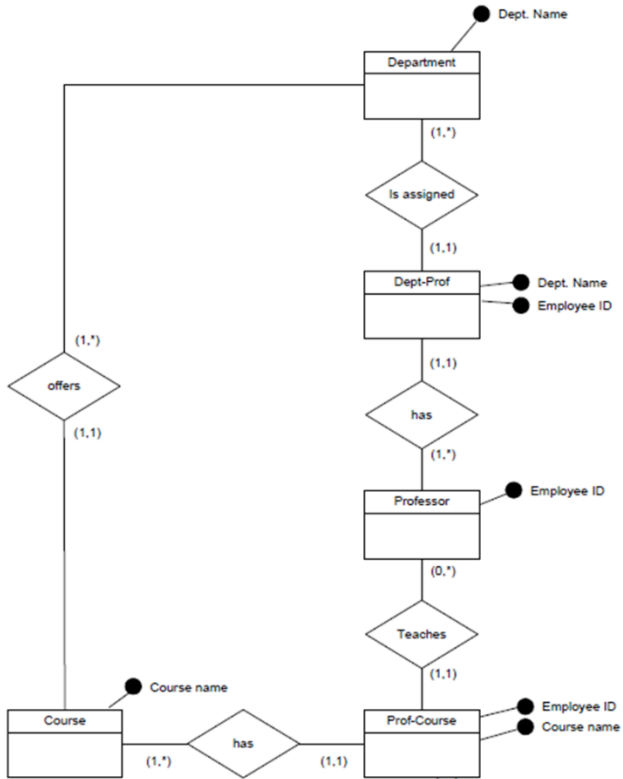 Dept. Name
Department
(1,*)
Is assigned
(1,1)
Dept-Prof
Dept. Name
Employee ID
(1,1)
(1,*)
offers
has
(1,1)
(1,*)
Professor
Employee ID
(0,*)
Teaches
(1,1)
Course name
Course
Prof-Course
Employee ID
Course name
has
(1,*)
(1,1)